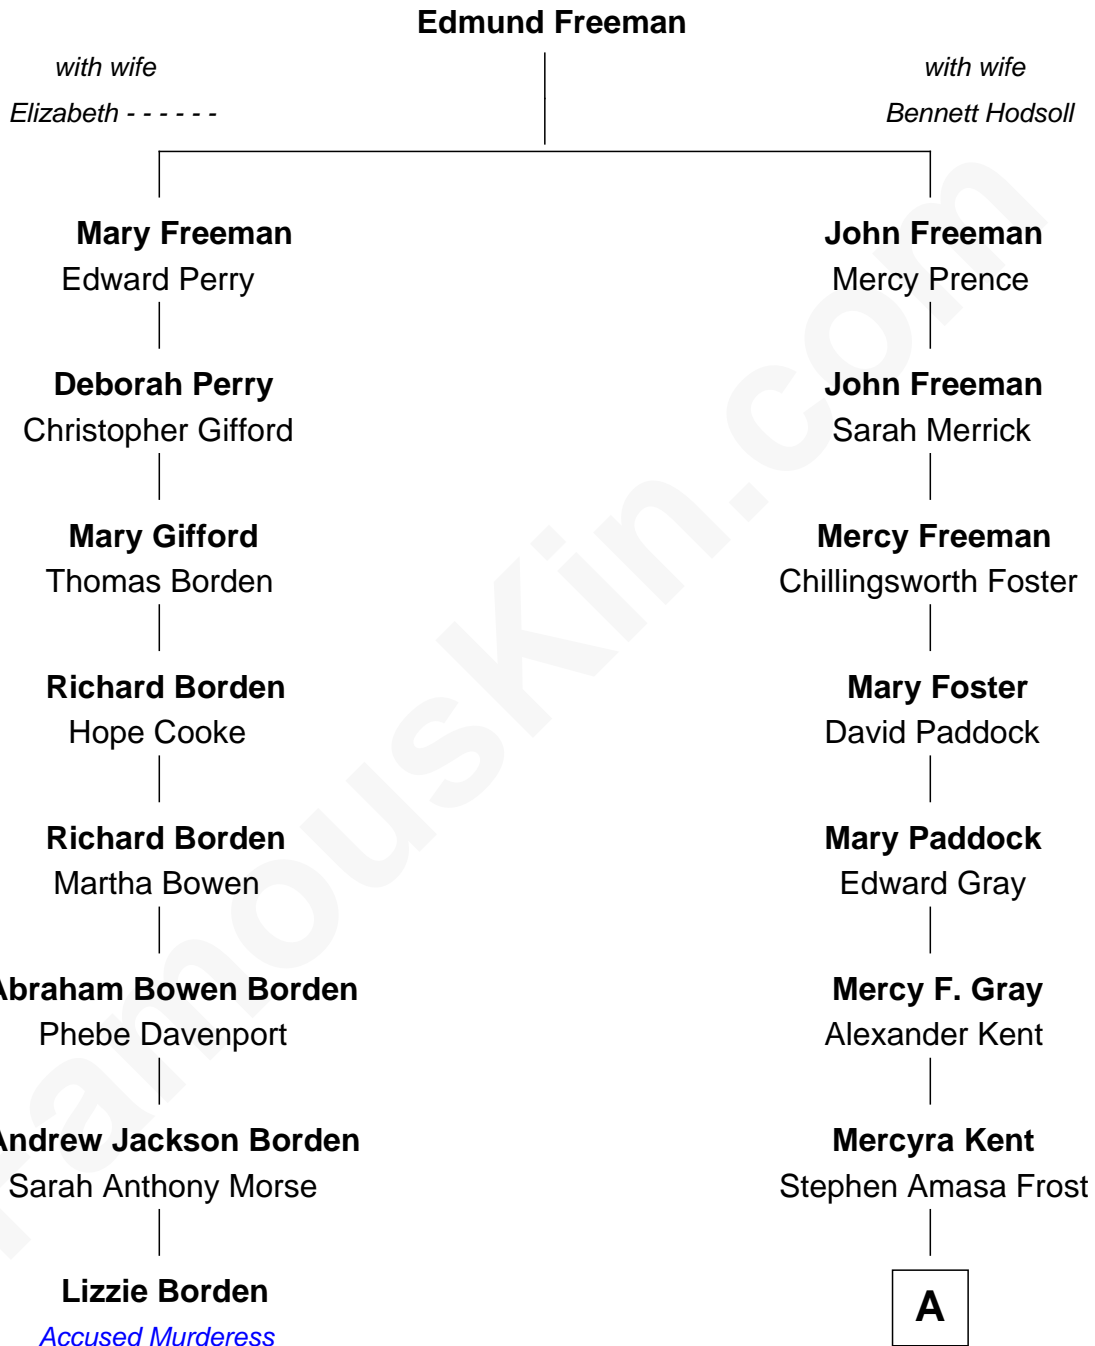 Edmund Freeman
with wife
Elizabeth - - - - - -
with wife
Bennett Hodsoll
Mary Freeman
Edward Perry
John Freeman
Mercy Prence
Deborah Perry
Christopher Gifford
John Freeman
Sarah Merrick
Mary Gifford
Thomas Borden
Mercy Freeman
Chillingsworth Foster
Richard Borden
Hope Cooke
Mary Foster
David Paddock
Richard Borden
Martha Bowen
Mary Paddock
Edward Gray
Abraham Bowen Borden
Phebe Davenport
Mercy F. Gray
Alexander Kent
Andrew Jackson Borden
Sarah Anthony Morse
Mercyra Kent
Stephen Amasa Frost
Lizzie Borden
Accused Murderess
A
FamousKin.com